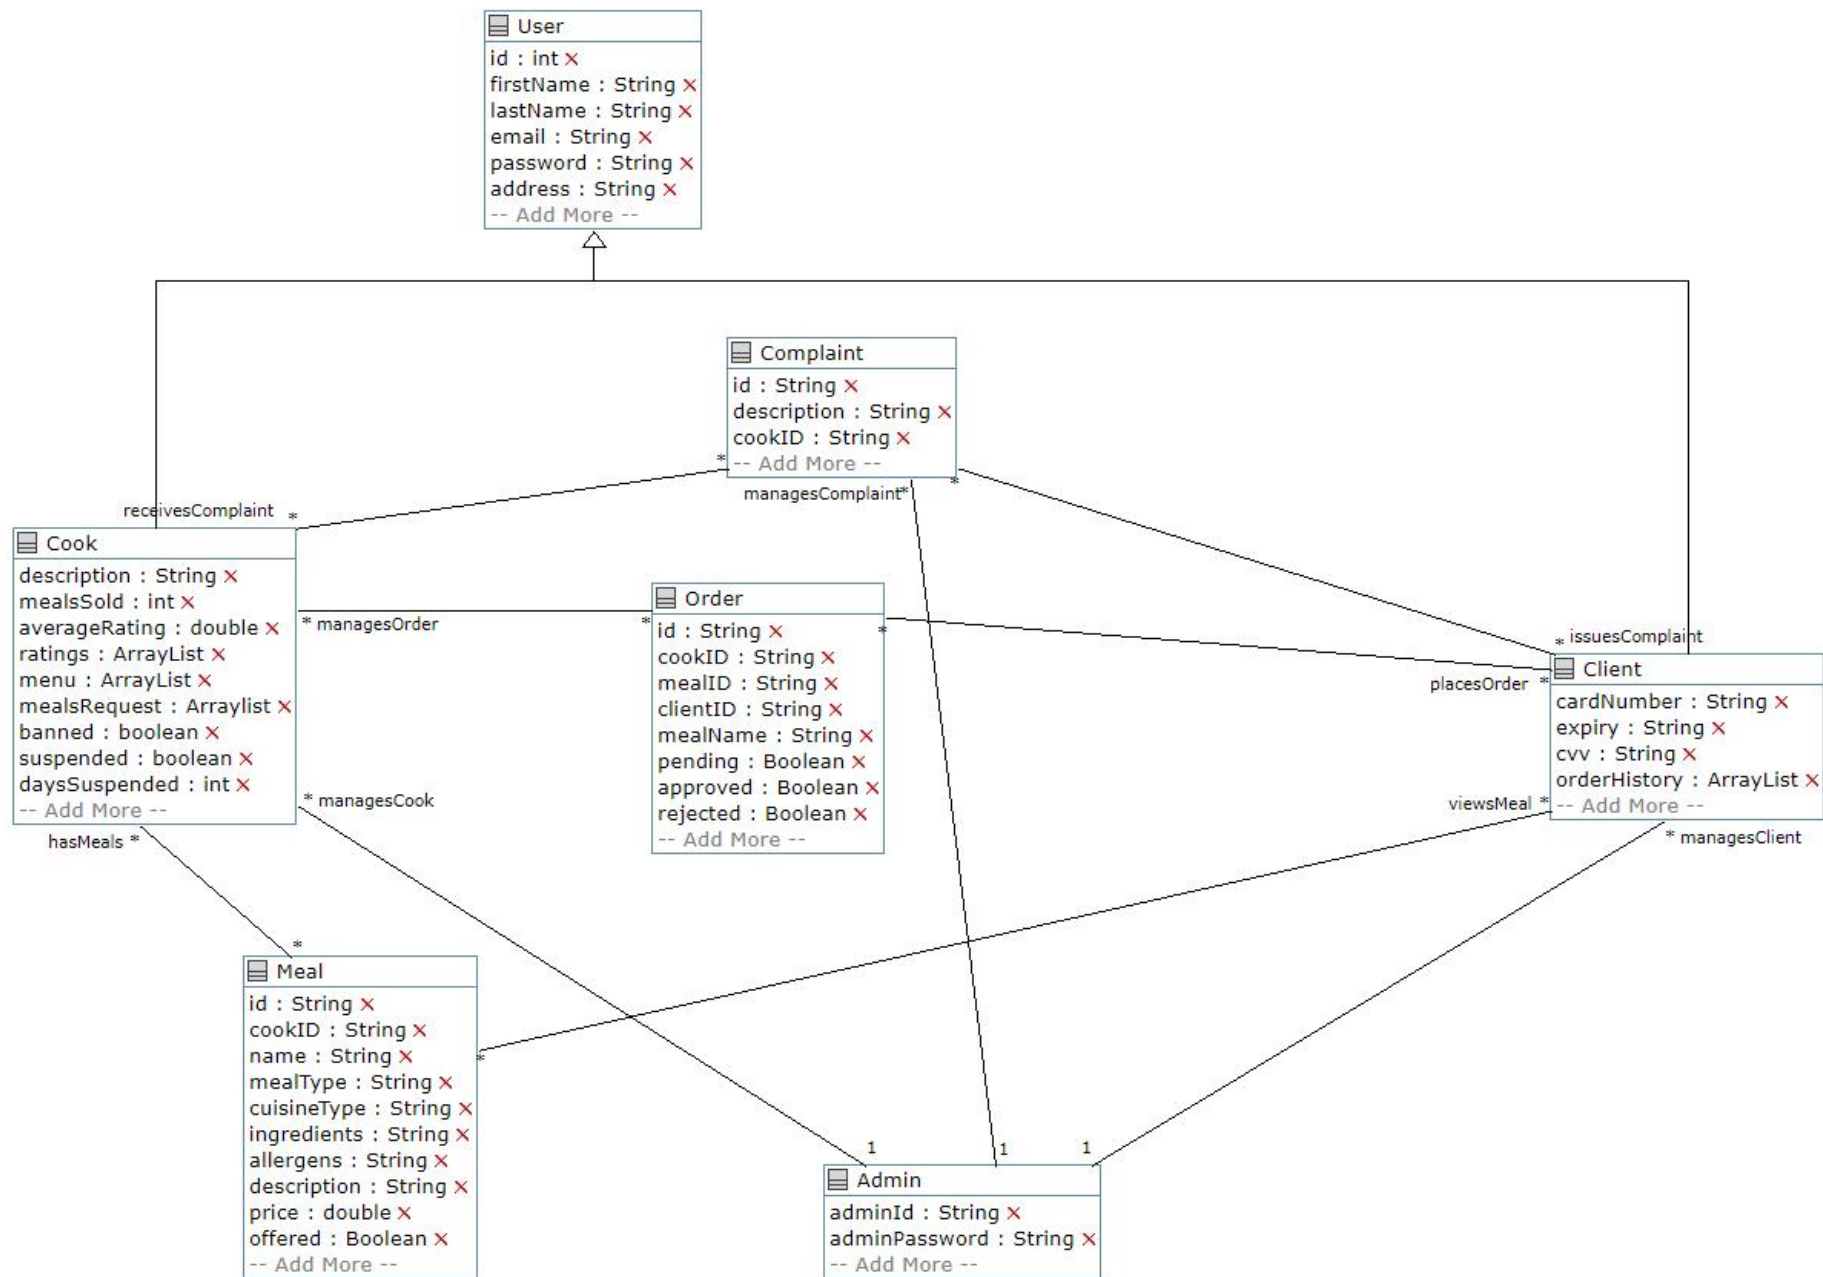 User
id : int
firstName : String
lastName : String
email : String
password : String
address : String
-- Add More --
Complaint
id : String
description : String
cookID : String
-- Add More --
*
managesComplaint*
*
receivesComplaint *
Cook
description : String
mealsSold : int
averageRating : double
ratings : ArrayList
menu : ArrayList
mealsRequest : Arraylist
banned : boolean
suspended : boolean
daysSuspended : int
-- Add More --
* managesOrder
*
Order
id : String
cookID : String
mealID : String
clientID : String
mealName : String
pending : Boolean
approved : Boolean
rejected : Boolean
-- Add More --
*
* issuesComplaint
placesOrder *
Client
cardNumber : String
expiry : String
cvv : String
orderHistory : ArrayList
-- Add More --
viewsMeal *
* managesClient
* managesCook
hasMeals *
*
Meal
id : String
cookID : String
name : String
mealType : String
cuisineType : String
ingredients : String
allergens : String
description : String
price : double
offered : Boolean
-- Add More --
*
1
1
1
Admin
adminId : String
adminPassword : String
-- Add More --